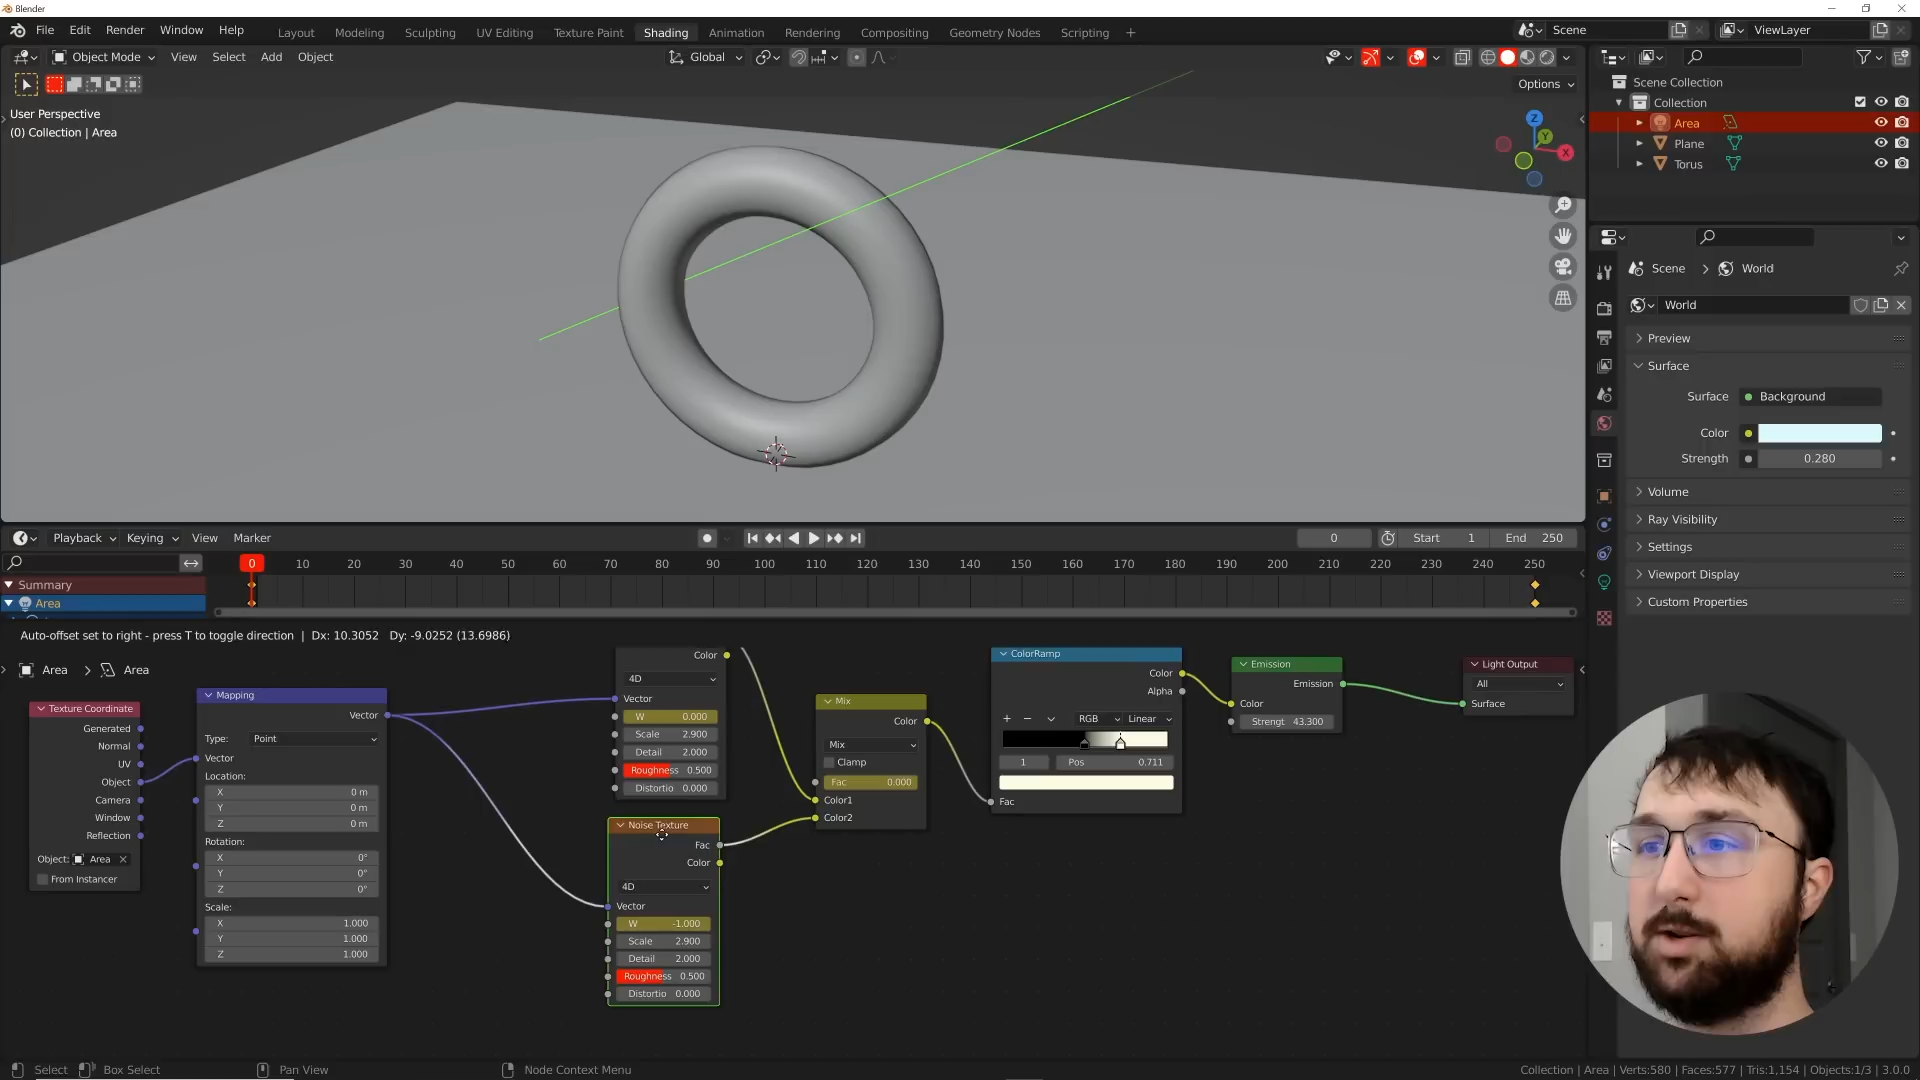 Blender
File Edit Render Window Help
Layout Modeling Sculpting UV Editing Texture Paint Shading Animation Rendering Compositing Geometry Nodes Scripting
Scene
ViewLayer
Object Mode View Select Add Object
Global
Options
User Perspective
(0) Collection | Area
Z
Y
X
Scene Collection
Collection
Area
Plane
Torus
Scene > World
World
Preview
Surface
Surface Background
Color
Strength 0.280
Volume
Ray Visibility
Settings
Viewport Display
Custom Properties
Playback Keying View Marker
0 Start 1 End 250
0 10 20 30 40 50 60 70 80 90 100 110 120 130 140 150 160 170 180 190 200 210 220 230 240 250
Summary
Area
Auto-offset set to right - press T to toggle direction | Dx: 10.3052 Dy: -9.0252 (13.6986)
Area > Area
Texture Coordinate
Generated
Normal
UV
Object
Camera
Window
Reflection
Object: Area
From Instancer
Mapping
Vector
Type: Point
Vector
Location:
X 0 m
Y 0 m
Z 0 m
Rotation:
X 0°
Y 0°
Z 0°
Scale:
X 1.000
Y 1.000
Z 1.000
Color
4D
Vector
W 0.000
Scale 2.900
Detail 2.000
Roughness 0.500
Distortio 0.000
Noise Texture
Fac
Color
4D
Vector
W -1.000
Scale 2.900
Detail 2.000
Roughness 0.500
Distortio 0.000
Mix
Color
Mix
Clamp
Fac 0.000
Color1
Color2
ColorRamp
Color
Alpha
RGB Linear
1 Pos 0.711
Fac
Emission
Emission
Color
Strengt 43.300
Light Output
All
Surface
Select Box Select Pan View Node Context Menu
Collection | Area | Verts:580 | Faces:577 | Tris:1,154 | Objects:1/3 | 3.0.0